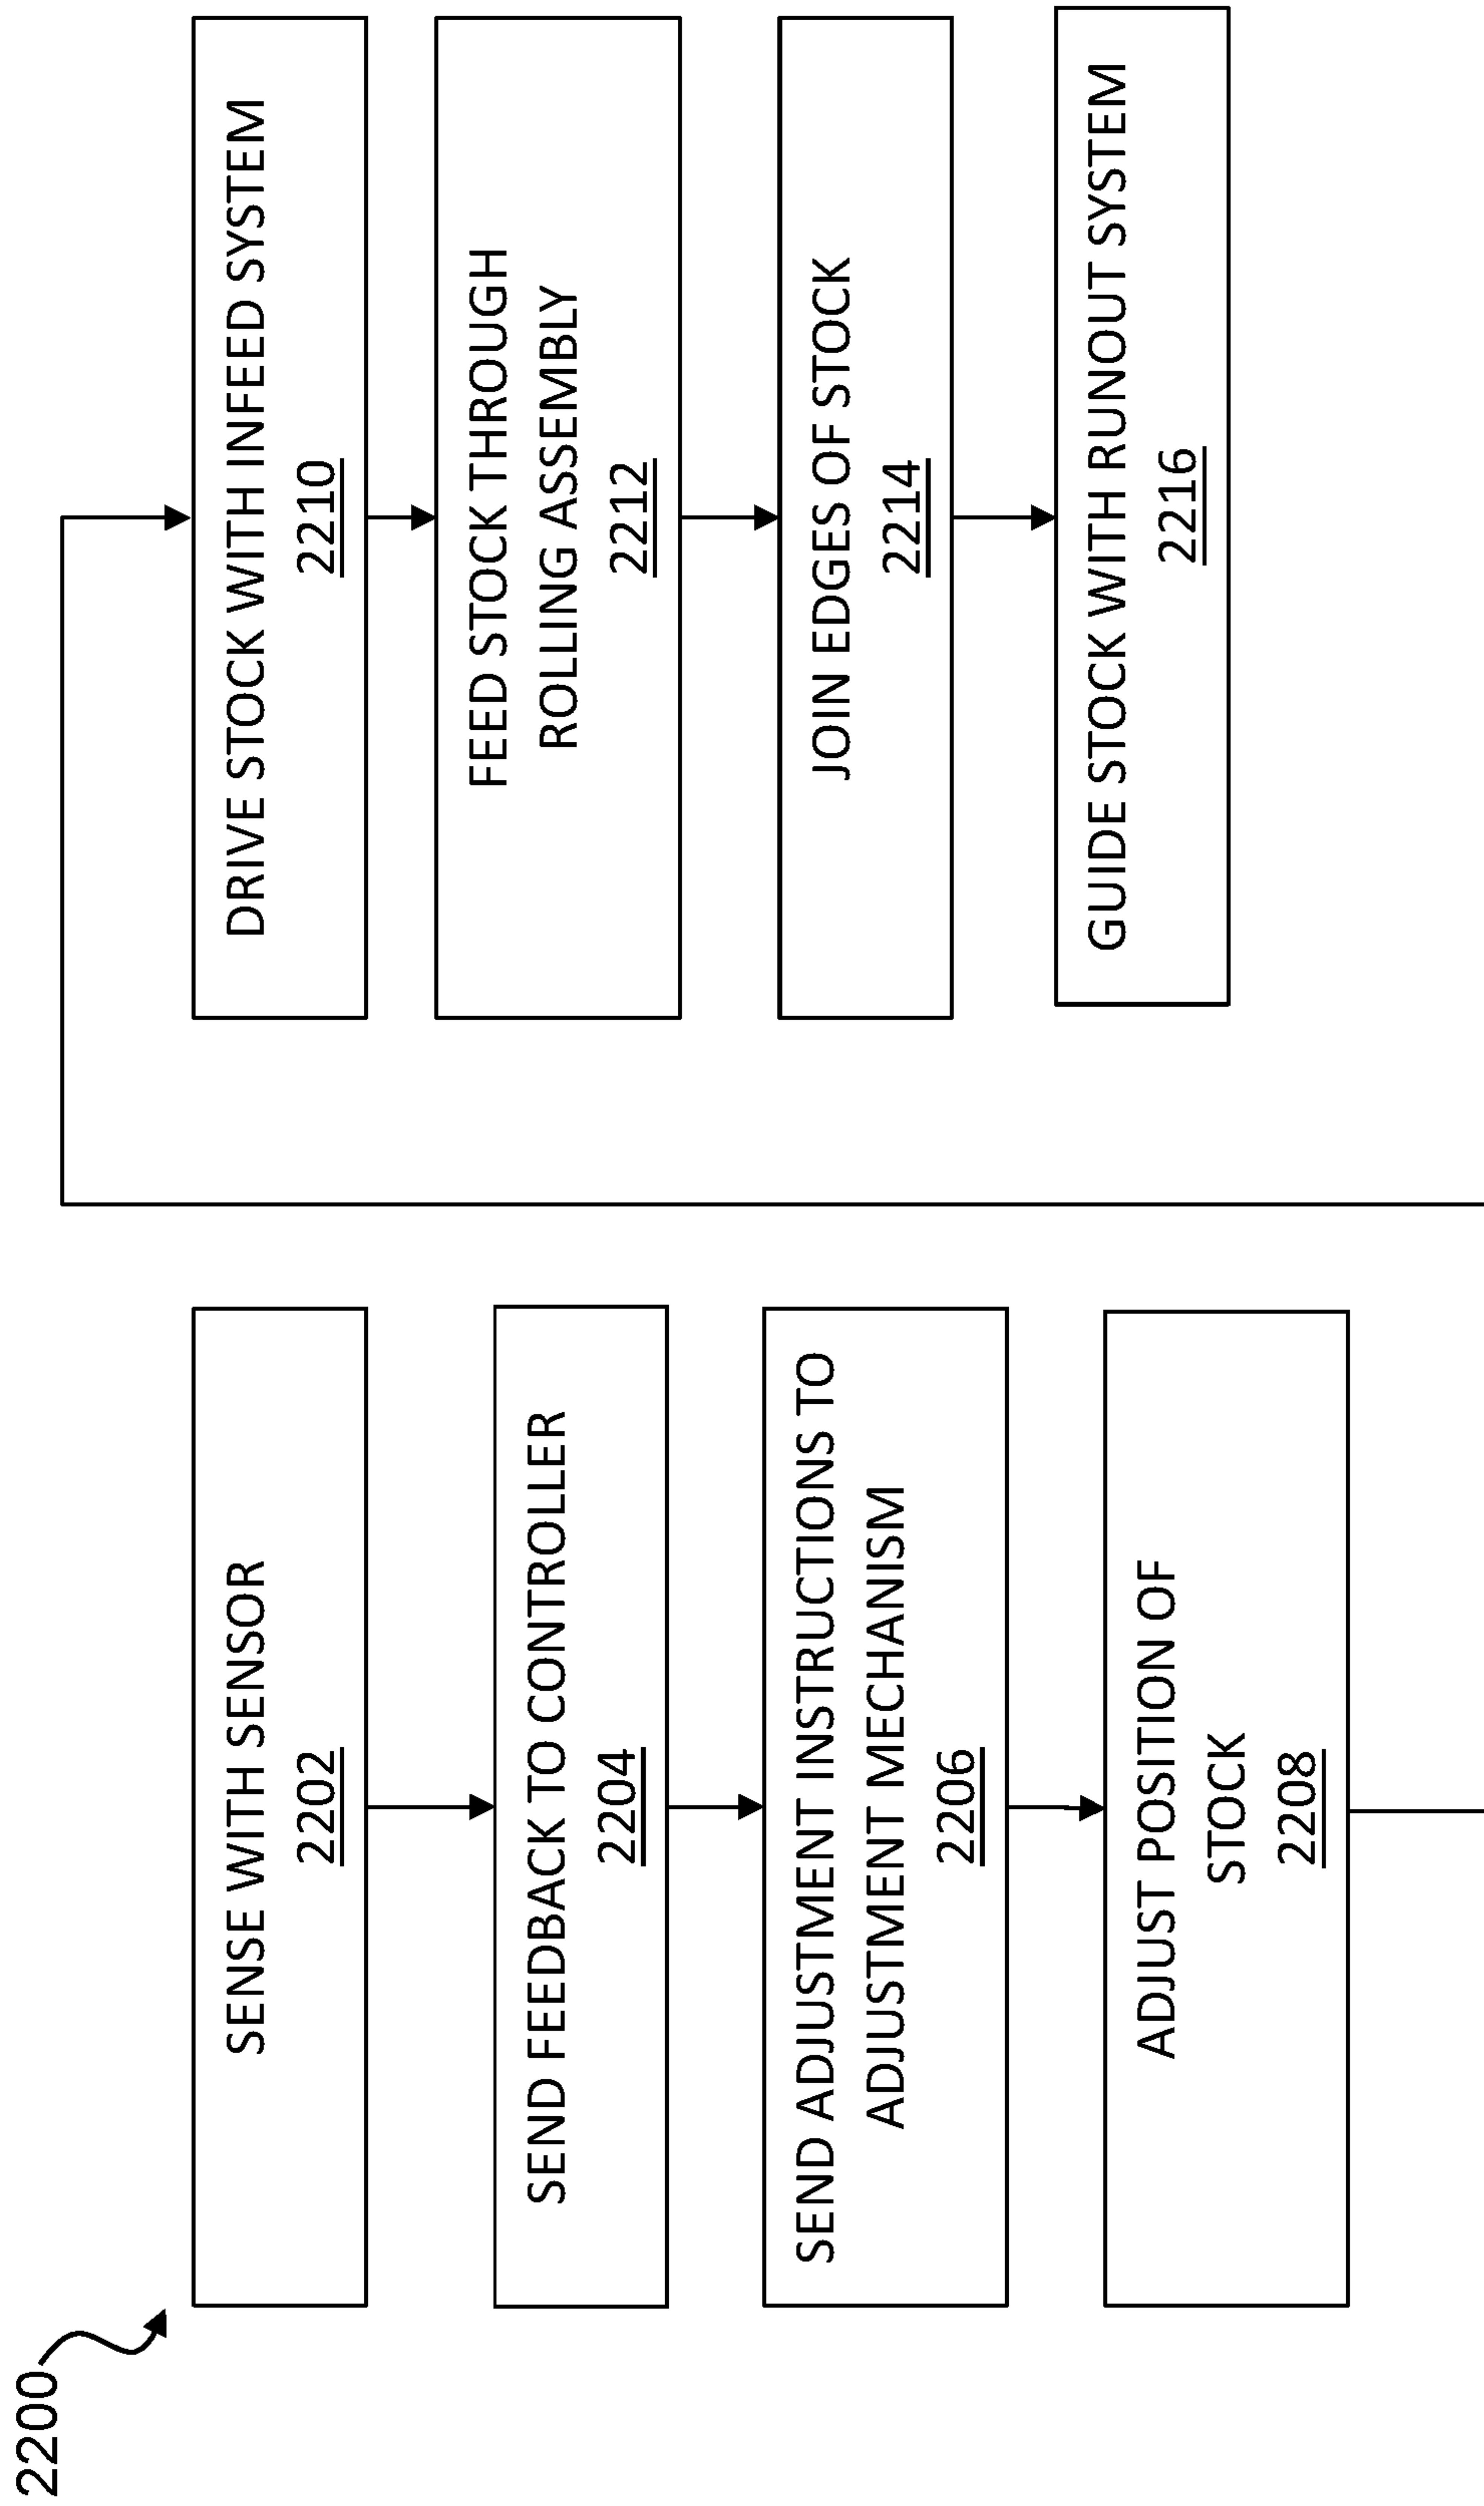 2200
SENSE WITH SENSOR
2202
SEND FEEDBACK TO CONTROLLER
2204
SEND ADJUSTMENT INSTRUCTIONS TO
ADJUSTMENT MECHANISM
2206
ADJUST POSITION OF
STOCK
2208
DRIVE STOCK WITH INFEED SYSTEM
2210
FEED STOCK THROUGH
ROLLING ASSEMBLY
2212
JOIN EDGES OF STOCK
2214
GUIDE STOCK WITH RUNOUT SYSTEM
2216